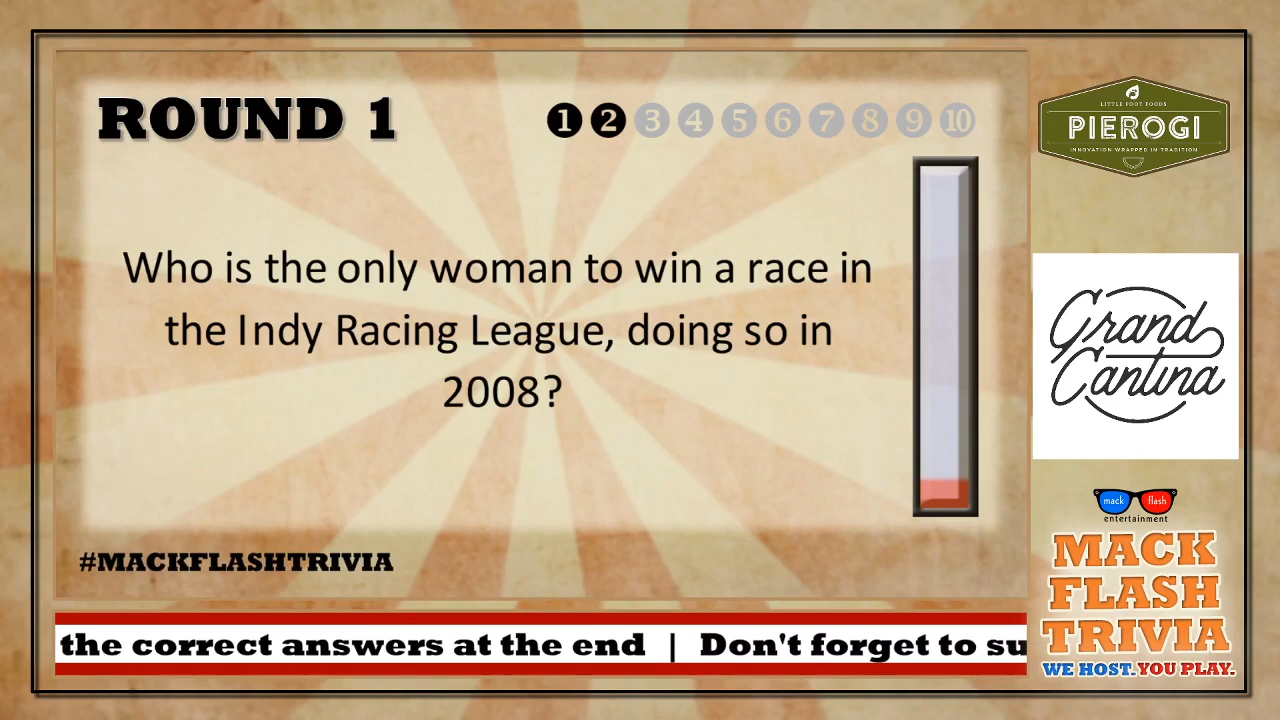 ROUND 1
1 2 3 4 5 6 7 8 9 10
Who is the only woman to win a race in
the Indy Racing League, doing so in
2008?
#MACKFLASHTRIVIA
the correct answers at the end | Don't forget to su
LITTLE FOOT FOODS
PIEROGI
INNOVATION WRAPPED IN TRADITION
Grand
Cantina
mack flash
entertainment
MACK
FLASH
TRIVIA
WE HOST. YOU PLAY.